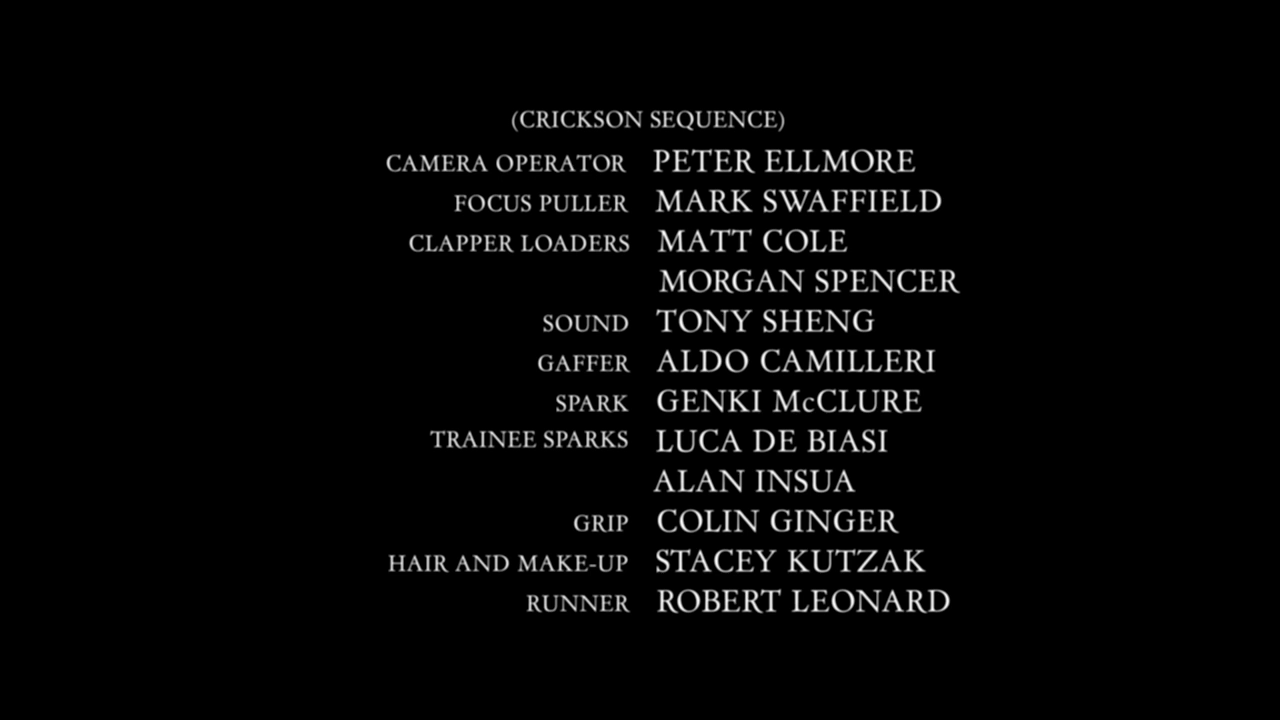 (CRICKSON SEQUENCE)
CAMERA OPERATOR PETER ELLMORE
FOCUS PULLER MARK SWAFFIELD
CLAPPER LOADERS MATT COLE
MORGAN SPENCER
SOUND TONY SHENG
GAFFER ALDO CAMILLERI
SPARK GENKI McCLURE
TRAINEE SPARKS LUCA DE BIASI
ALAN INSUA
GRIP COLIN GINGER
HAIR AND MAKE-UP STACEY KUTZAK
RUNNER ROBERT LEONARD